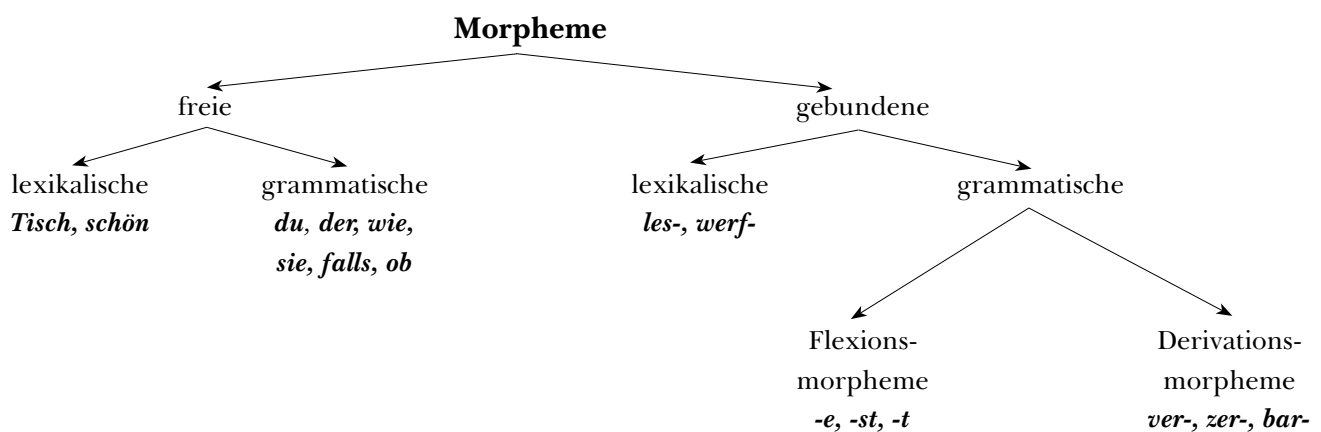 Morpheme
freie
gebundene
lexikalische
grammatische
lexikalische
grammatische
Tisch, schön
du, der, wie,
les-, werf-
sie, falls, ob
Flexions-
morpheme
-e, -st, -t
Derivations-
morpheme
ver-, zer-, bar-